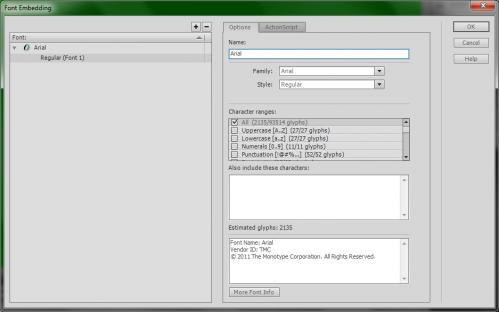 Font Embedding
Font:
Arial
Regular (Font 1)
Options
ActionScript
Name:
Arial
Family: Arial
Style: Regular
Character ranges:
All (2135/93514 glyphs)
Uppercase [A..Z] (27/27 glyphs)
Lowercase [a..z] (27/27 glyphs)
Numerals [0..9] (11/11 glyphs)
Punctuation [!@#%...] (52/52 glyphs)
Also include these characters:
Estimated glyphs: 2135
Font Name: Arial
Vendor ID: TMC
© 2011 The Monotype Corporation. All Rights Reserved.
More Font Info
OK
Cancel
Help